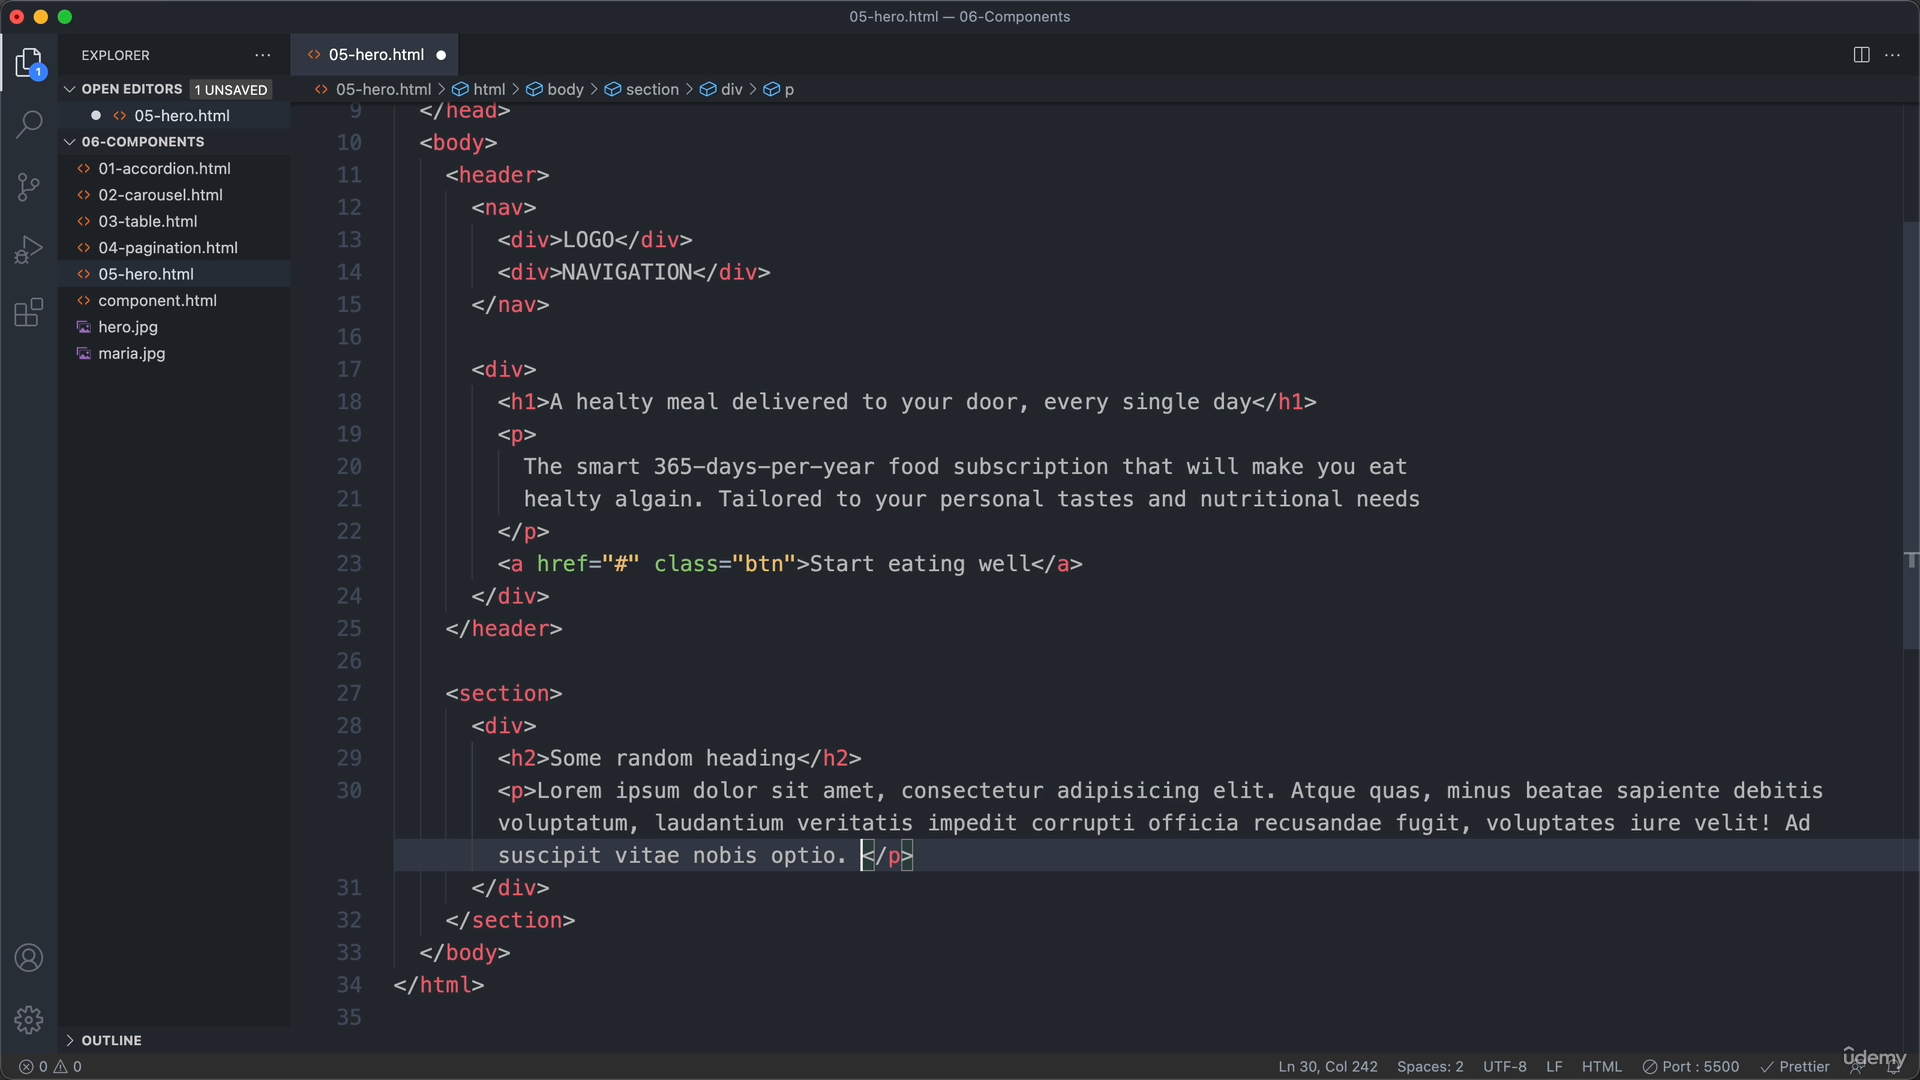 05-hero.html — 06-Components
EXPLORER
05-hero.html
OPEN EDITORS 1 UNSAVED
05-hero.html > html > body > section > div > p
05-hero.html
06-COMPONENTS
01-accordion.html
02-carousel.html
03-table.html
04-pagination.html
05-hero.html
component.html
hero.jpg
maria.jpg
1
9 </head>
10 <body>
11 <header>
12 <nav>
13 <div>LOGO</div>
14 <div>NAVIGATION</div>
15 </nav>
16
17 <div>
18 <h1>A healty meal delivered to your door, every single day</h1>
19 <p>
20 The smart 365-days-per-year food subscription that will make you eat
21 healty algain. Tailored to your personal tastes and nutritional needs
22 </p>
23 <a href="#" class="btn">Start eating well</a>
24 </div>
25 </header>
26
27 <section>
28 <div>
29 <h2>Some random heading</h2>
30 <p>Lorem ipsum dolor sit amet, consectetur adipisicing elit. Atque quas, minus beatae sapiente debitis
voluptatum, laudantium veritatis impedit corrupti officia recusandae fugit, voluptates iure velit! Ad
suscipit vitae nobis optio. </p>
31 </div>
32 </section>
33 </body>
34 </html>
35
OUTLINE
0 0
Ln 30, Col 242 Spaces: 2 UTF-8 LF HTML Port : 5500 Prettier
udemy